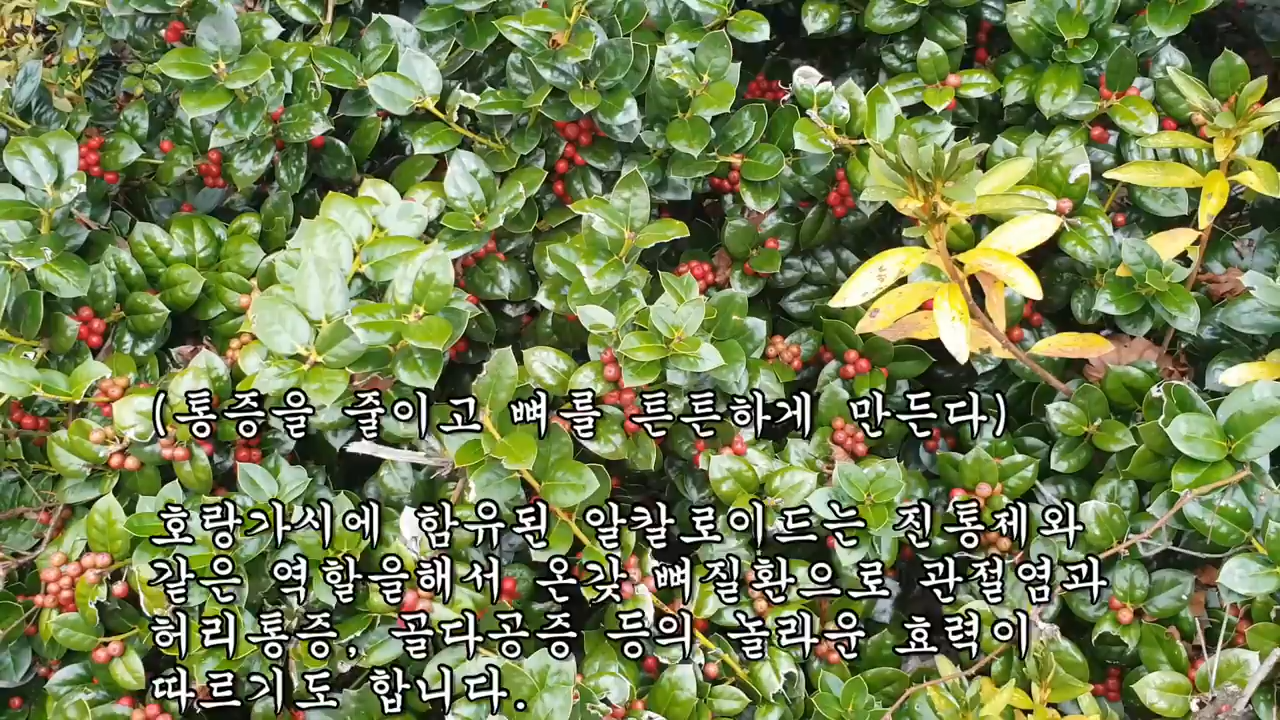 (통증을 줄이고 뼈를 튼튼하게 만든다)
호랑가시에 함유된 알칼로이드는 진통제와
같은 역할을해서 온갖 뼈질환으로 관절염과
허리통증, 골다공증 등의 놀라운 효력이
따르기도 합니다.